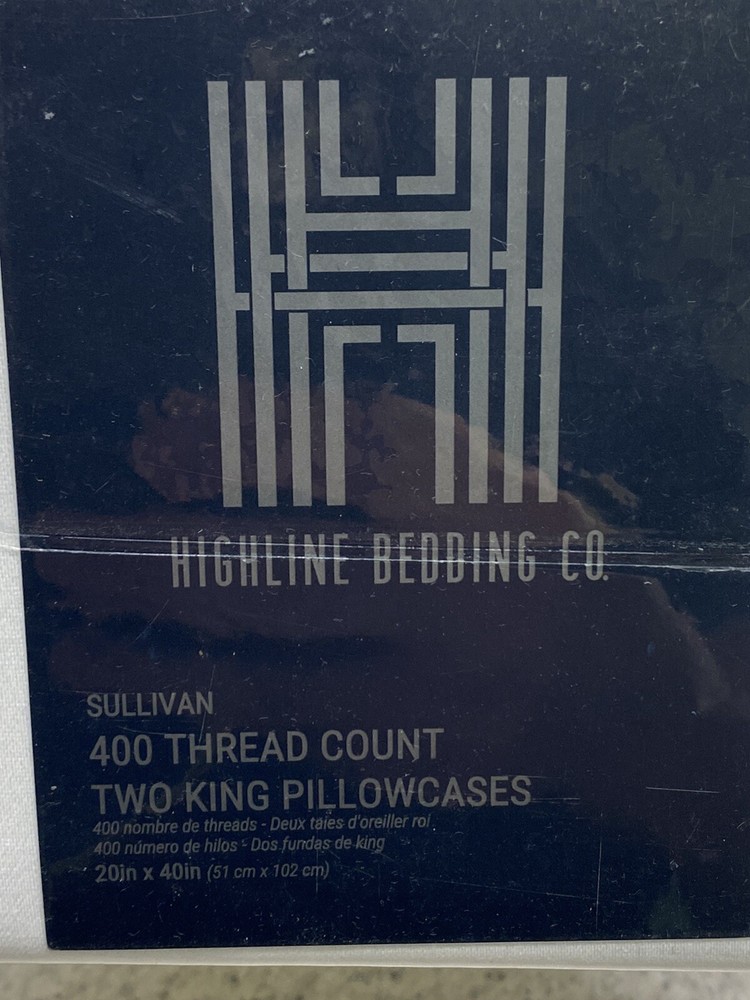 HIGHLINE BEDDING CO.
SULLIVAN
400 THREAD COUNT
TWO KING PILLOWCASES
400 nombre de threads - Deux taies d'oreiller roi
400 número de hilos - Dos fundas de king
20in x 40in (51 cm x 102 cm)